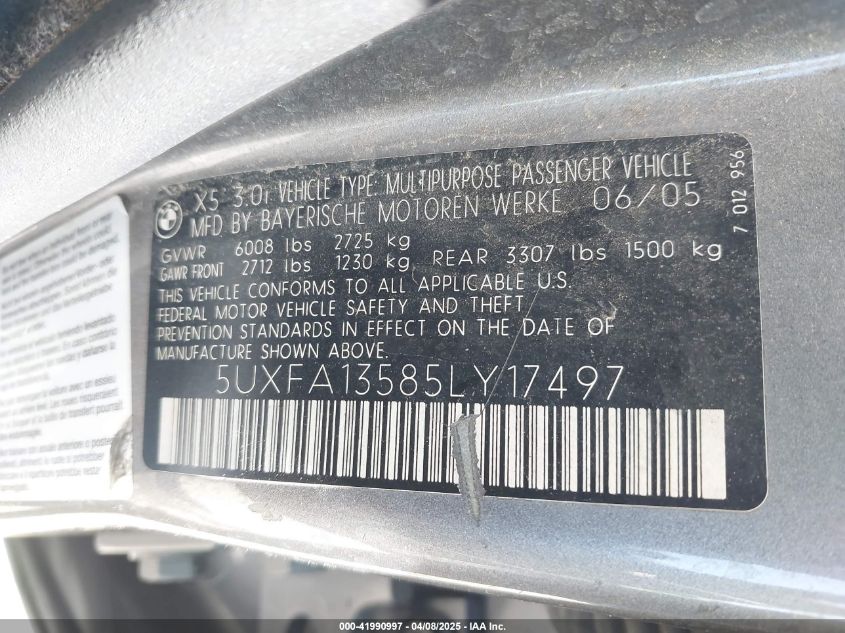 BMW
X5 3.0i VEHICLE TYPE: MULTIPURPOSE PASSENGER VEHICLE
MFD BY BAYERISCHE MOTOREN WERKE 06/05
GVWR 6008 lbs 2725 kg
GAWR FRONT 2712 lbs 1230 kg REAR 3307 lbs 1500 kg
THIS VEHICLE CONFORMS TO ALL APPLICABLE U.S.
FEDERAL MOTOR VEHICLE SAFETY AND THEFT
PREVENTION STANDARDS IN EFFECT ON THE DATE OF
MANUFACTURE SHOWN ABOVE.
5UXFA13585LY17497
7 012 956
000-41990997 - 04/08/2025 - IAA, Inc.